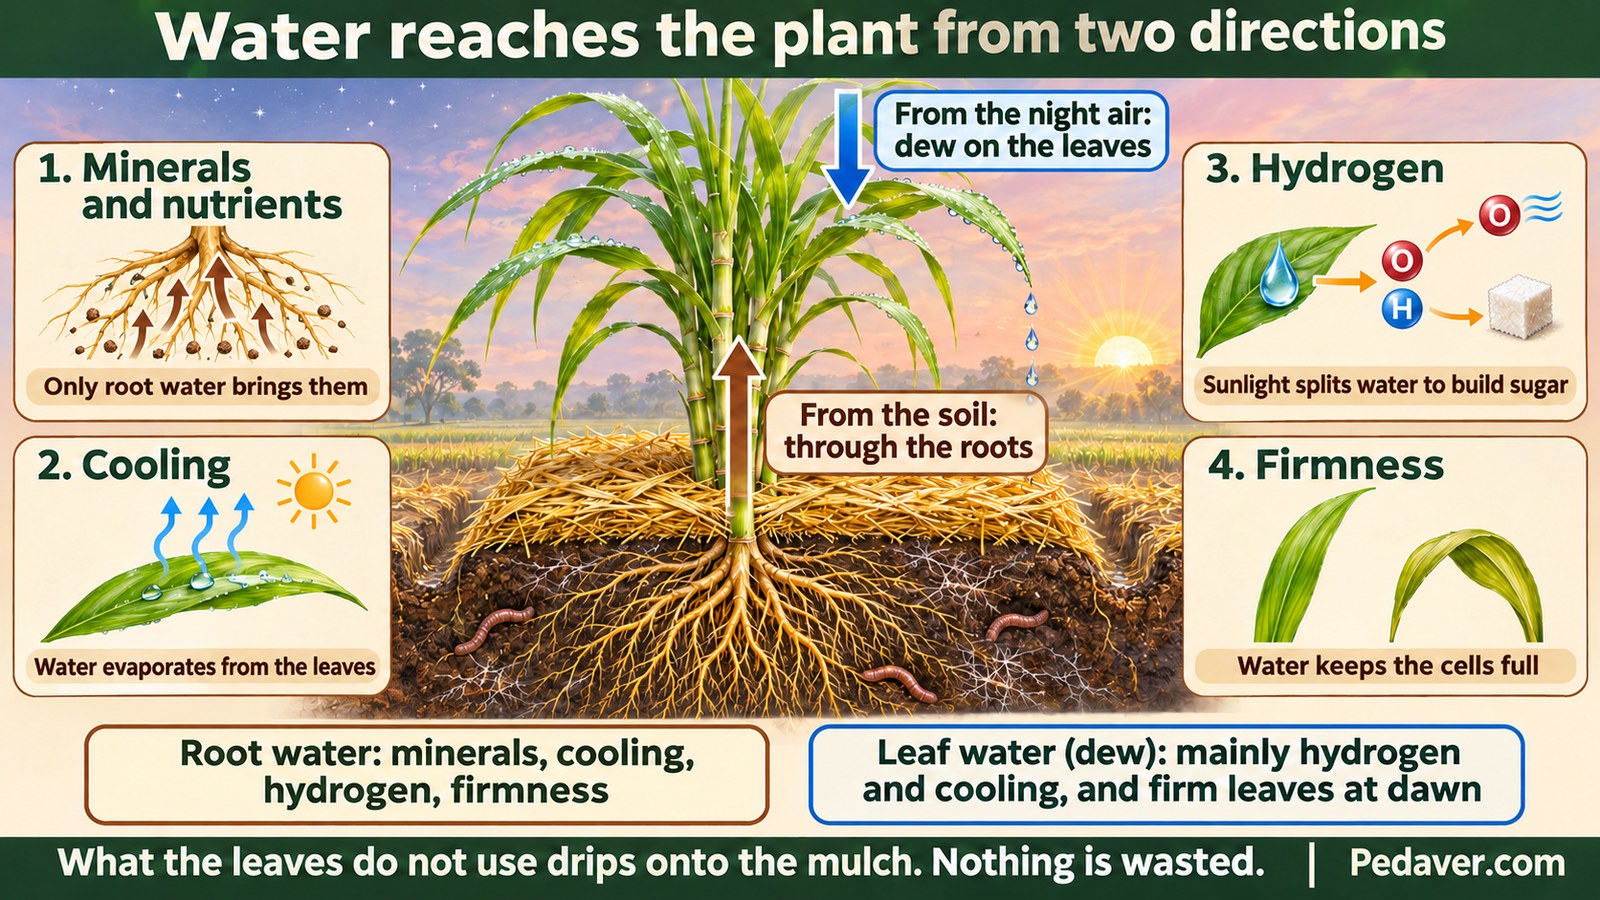 Water reaches the plant from two directions
From the night air:
dew on the leaves
1. Minerals
and nutrients
Only root water brings them
2. Cooling
Water evaporates from the leaves
From the soil:
through the roots
3. Hydrogen
O
O
H
Sunlight splits water to build sugar
4. Firmness
Water keeps the cells full
Root water: minerals, cooling,
hydrogen, firmness
Leaf water (dew): mainly hydrogen
and cooling, and firm leaves at dawn
What the leaves do not use drips onto the mulch. Nothing is wasted. | Pedaver.com